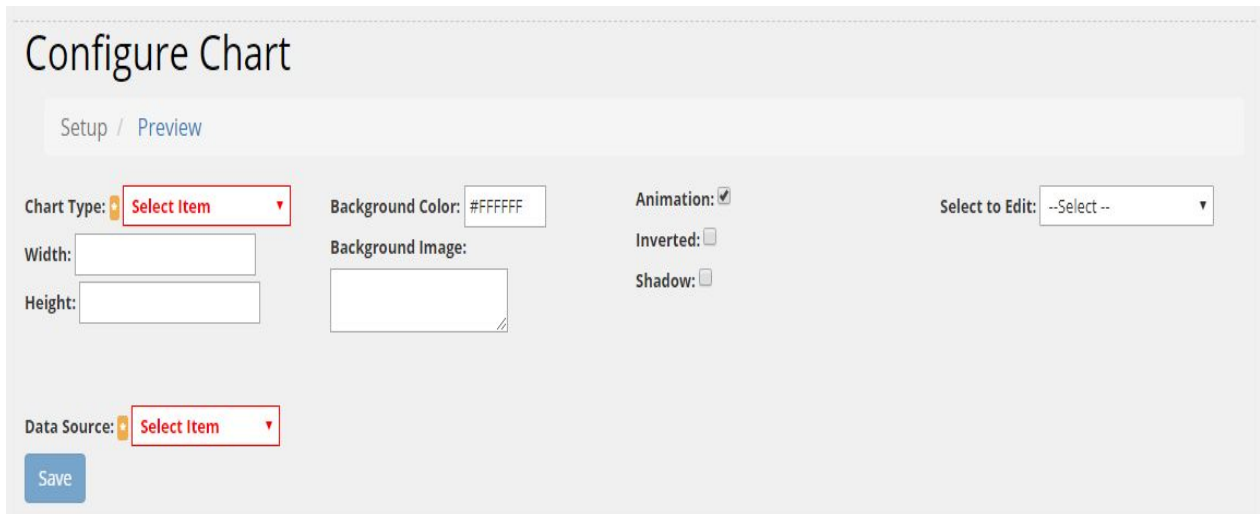 Configure Chart
Setup / Preview
Chart Type: Select Item
Width:
Height:
Background Color: #FFFFFF
Background Image:
Animation:
Inverted:
Shadow:
Select to Edit: --Select --
Data Source: Select Item
Save